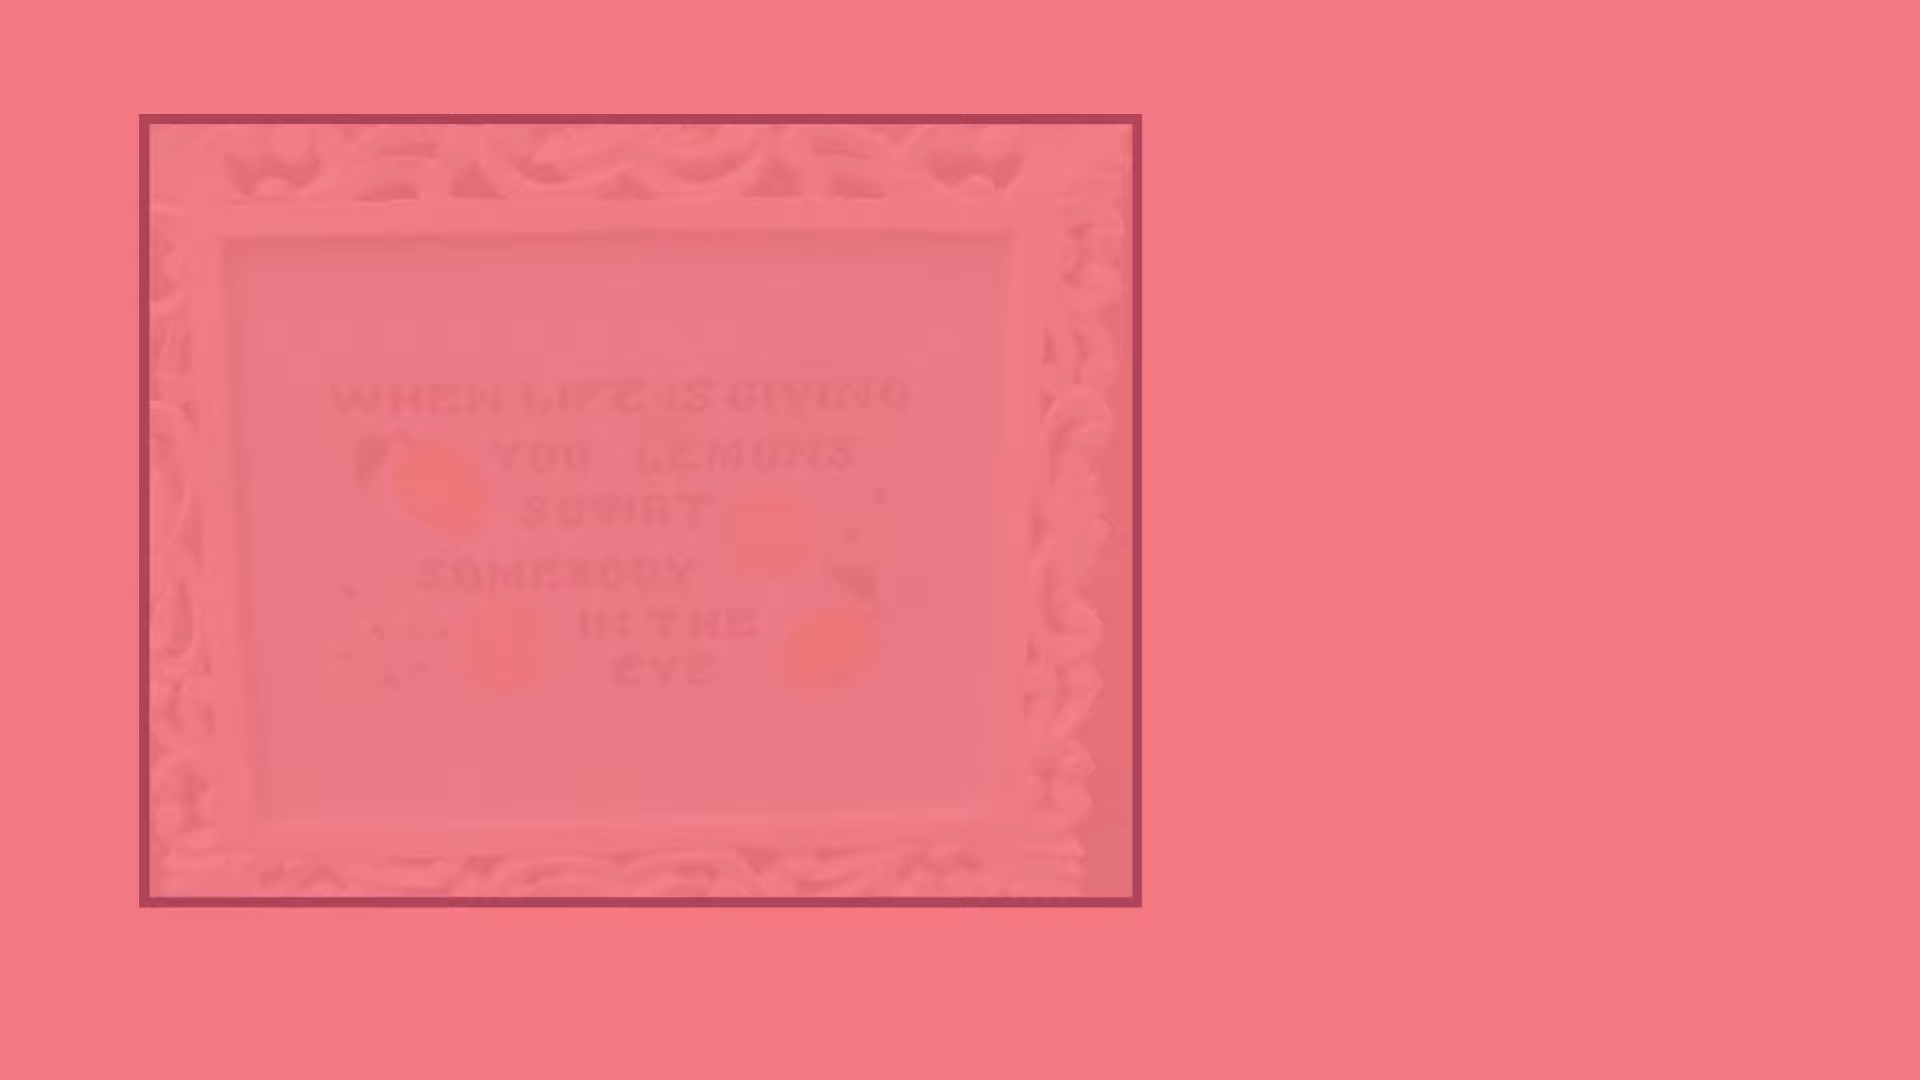 WHEN LIFE IS GIVING
YOU LEMONS
SQUIRT
SOMEBODY
IN THE
EYE